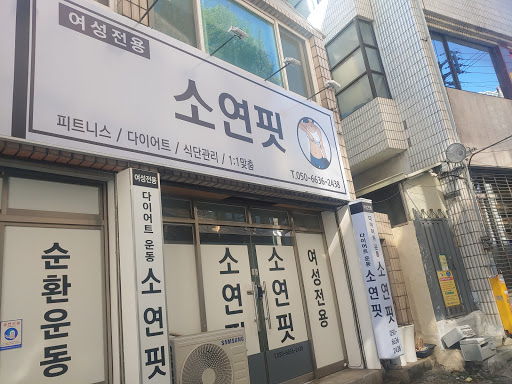 여성전용
소연핏
피트니스 / 다이어트 / 식단관리 / 1:1맞춤
T.050-6636-2438
순환운동
여성전용
다이어트 운동
소연핏
소연핏
소연핏
여성전용
SAMSUNG
다이어트 운동
소연핏